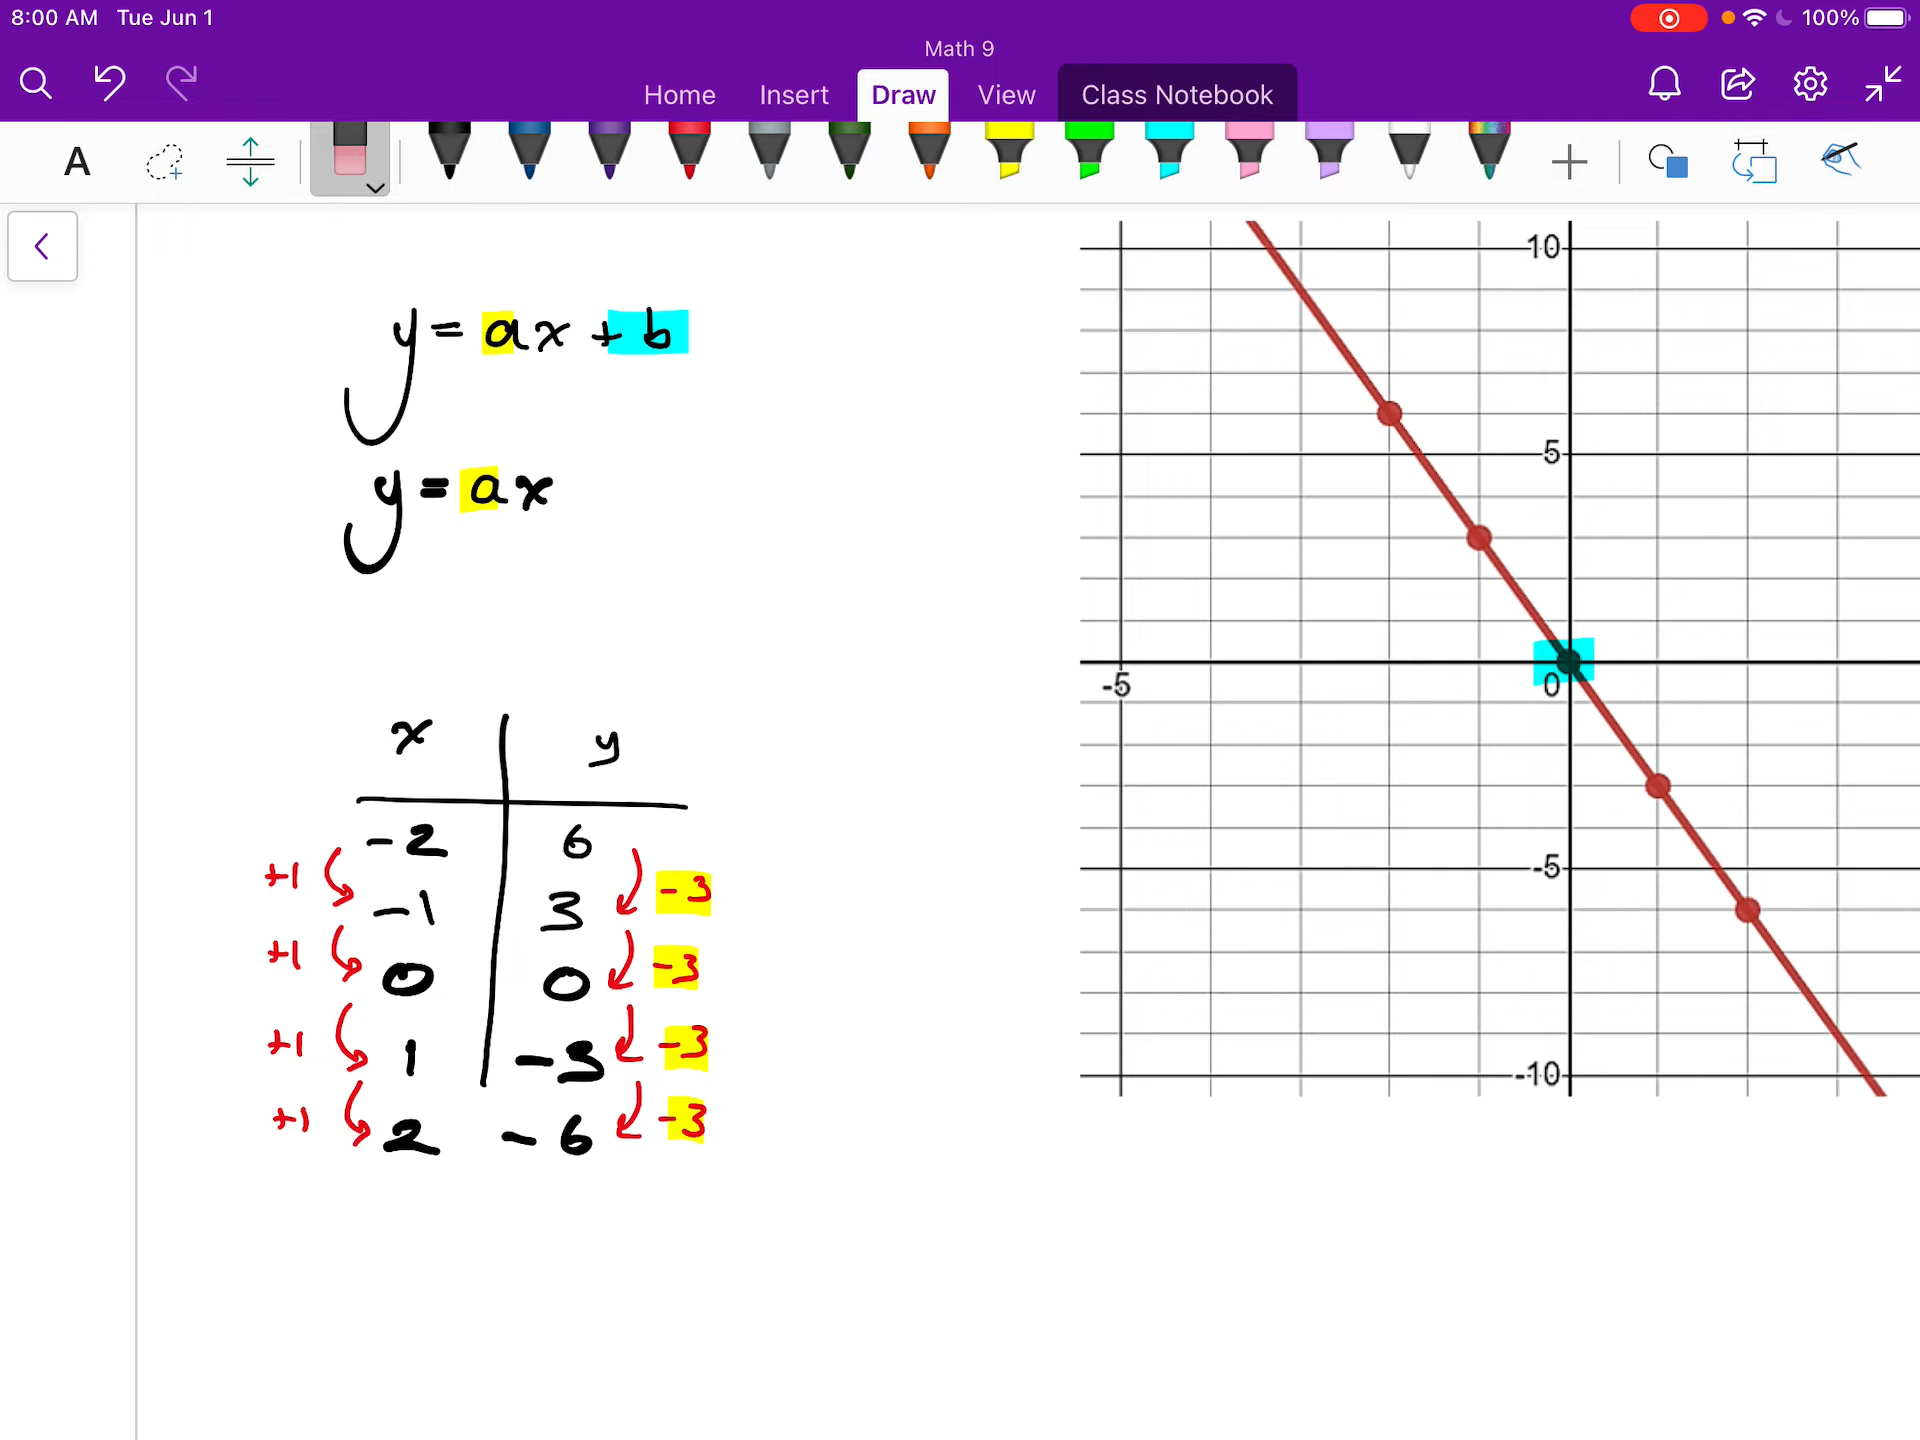 8:00 AM Tue Jun 1
100%
Math 9
Home Insert Draw View Class Notebook
A
y = ax + b
y = ax
x y
-2 6
+1 -3
-1 3
+1 -3
0 0
+1 -3
1 -3
+1 -3
2 -6
10
5
-5 0
-5
-10